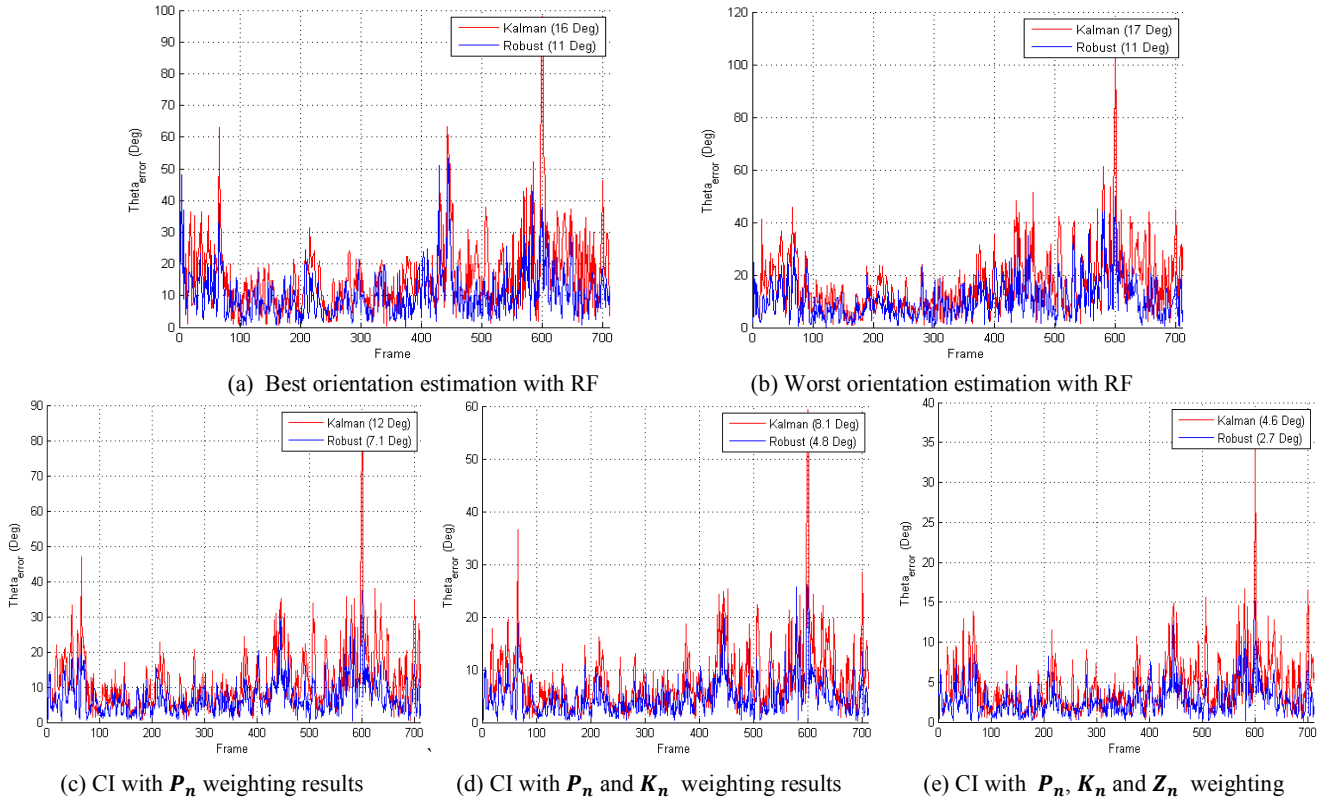 Kalman (16 Deg)
Robust (11 Deg)
100
90
80
70
60
50
40
30
20
10
0
Theta_error (Deg)
0 100 200 300 400 500 600 700
Frame
(a) Best orientation estimation with RF
Kalman (17 Deg)
Robust (11 Deg)
120
100
80
60
40
20
0
Theta_error (Deg)
0 100 200 300 400 500 600 700
Frame
(b) Worst orientation estimation with RF
Kalman (12 Deg)
Robust (7.1 Deg)
90
80
70
60
50
40
30
20
10
0
Theta_error (Deg)
0 100 200 300 400 500 600 700
Frame
(c) CI with P_n weighting results
Kalman (8.1 Deg)
Robust (4.8 Deg)
60
50
40
30
20
10
0
Theta_error (Deg)
0 100 200 300 400 500 600 700
Frame
(d) CI with P_n and K_n weighting results
Kalman (4.6 Deg)
Robust (2.7 Deg)
40
35
30
25
20
15
10
5
0
Theta_error (Deg)
0 100 200 300 400 500 600 700
Frame
(e) CI with P_n, K_n and Z_n weighting